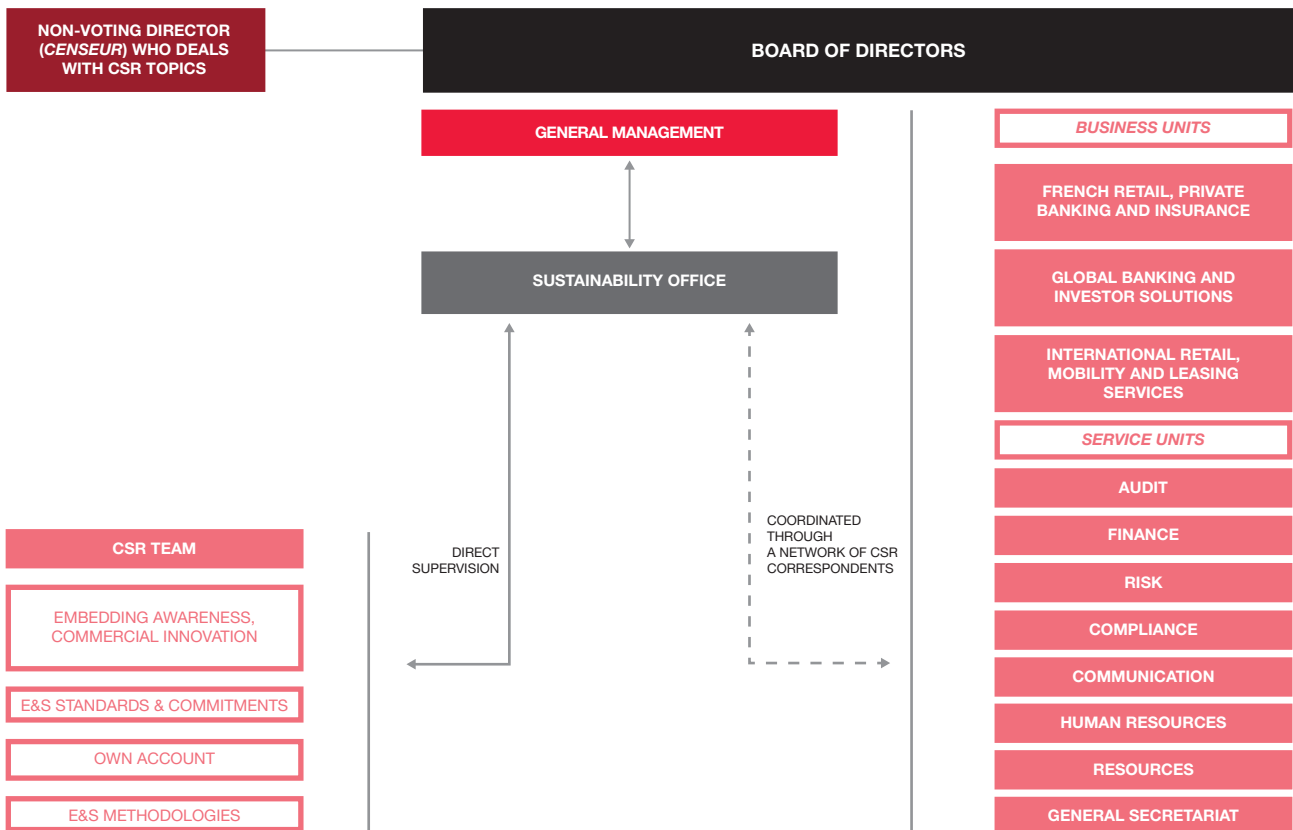 NON-VOTING DIRECTOR
(CENSEUR) WHO DEALS
WITH CSR TOPICS
BOARD OF DIRECTORS
GENERAL MANAGEMENT
SUSTAINABILITY OFFICE
DIRECT
SUPERVISION
COORDINATED
THROUGH
A NETWORK OF CSR
CORRESPONDENTS
CSR TEAM
EMBEDDING AWARENESS,
COMMERCIAL INNOVATION
E&S STANDARDS & COMMITMENTS
OWN ACCOUNT
E&S METHODOLOGIES
BUSINESS UNITS
FRENCH RETAIL, PRIVATE
BANKING AND INSURANCE
GLOBAL BANKING AND
INVESTOR SOLUTIONS
INTERNATIONAL RETAIL,
MOBILITY AND LEASING
SERVICES
SERVICE UNITS
AUDIT
FINANCE
RISK
COMPLIANCE
COMMUNICATION
HUMAN RESOURCES
RESOURCES
GENERAL SECRETARIAT